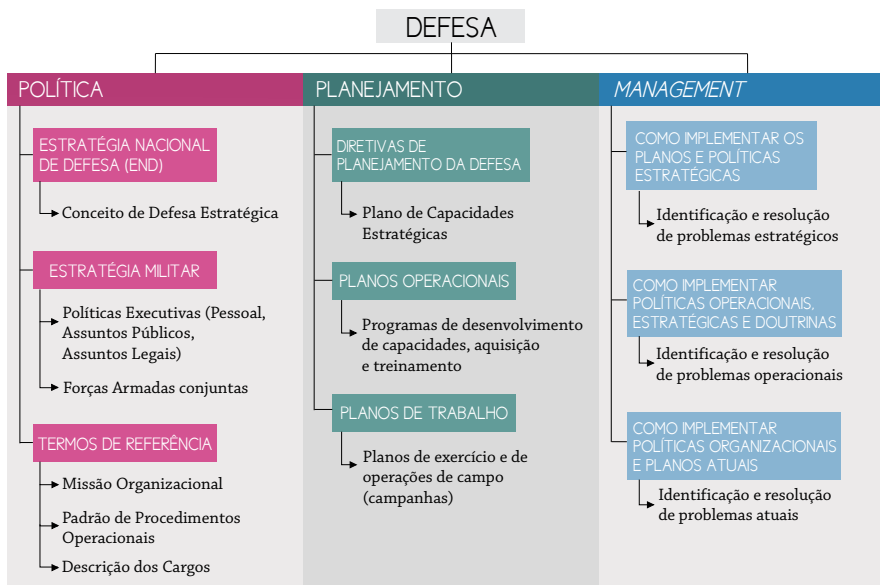 DEFESA
POLÍTICA
ESTRATÉGIA NACIONAL
DE DEFESA (END)
Conceito de Defesa Estratégica
ESTRATÉGIA MILITAR
Políticas Executivas (Pessoal,
Assuntos Públicos,
Assuntos Legais)
Forças Armadas conjuntas
TERMOS DE REFERÊNCIA
Missão Organizacional
Padrão de Procedimentos
Operacionais
Descrição dos Cargos
PLANEJAMENTO
DIRETIVAS DE
PLANEJAMENTO DA DEFESA
Plano de Capacidades
Estratégicas
PLANOS OPERACIONAIS
Programas de desenvolvimento
de capacidades, aquisição
e treinamento
PLANOS DE TRABALHO
Planos de exercício e de
operações de campo
(campanhas)
MANAGEMENT
COMO IMPLEMENTAR OS
PLANOS E POLÍTICAS
ESTRATÉGICAS
Identificação e resolução
de problemas estratégicos
COMO IMPLEMENTAR
POLÍTICAS OPERACIONAIS,
ESTRATÉGICAS E DOUTRINAS
Identificação e resolução
de problemas operacionais
COMO IMPLEMENTAR
POLÍTICAS ORGANIZACIONAIS
E PLANOS ATUAIS
Identificação e resolução
de problemas atuais